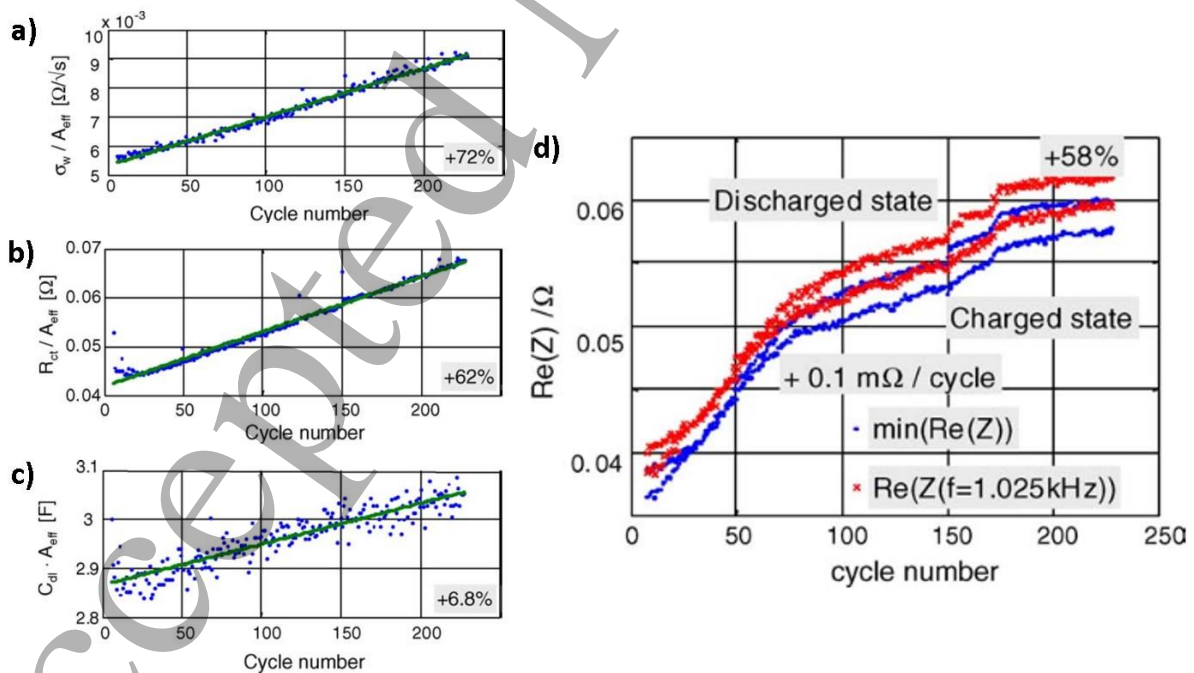 a)
x 10⁻³
10
9
8
7
6
5
σw / Aeff [Ω/√s]
+72%
0 50 100 150 200
Cycle number
b)
0.07
0.06
0.05
0.04
Rct / Aeff [Ω]
+62%
0 50 100 150 200
Cycle number
c)
3.1
3
2.9
2.8
Cdl · Aeff [F]
+6.8%
0 50 100 150 200
Cycle number
d)
+58%
Discharged state
0.06
Charged state
0.05
+ 0.1 mΩ / cycle
min(Re(Z))
0.04
Re(Z(f=1.025kHz))
Re(Z) /Ω
0 50 100 150 200 250
cycle number
ccepted